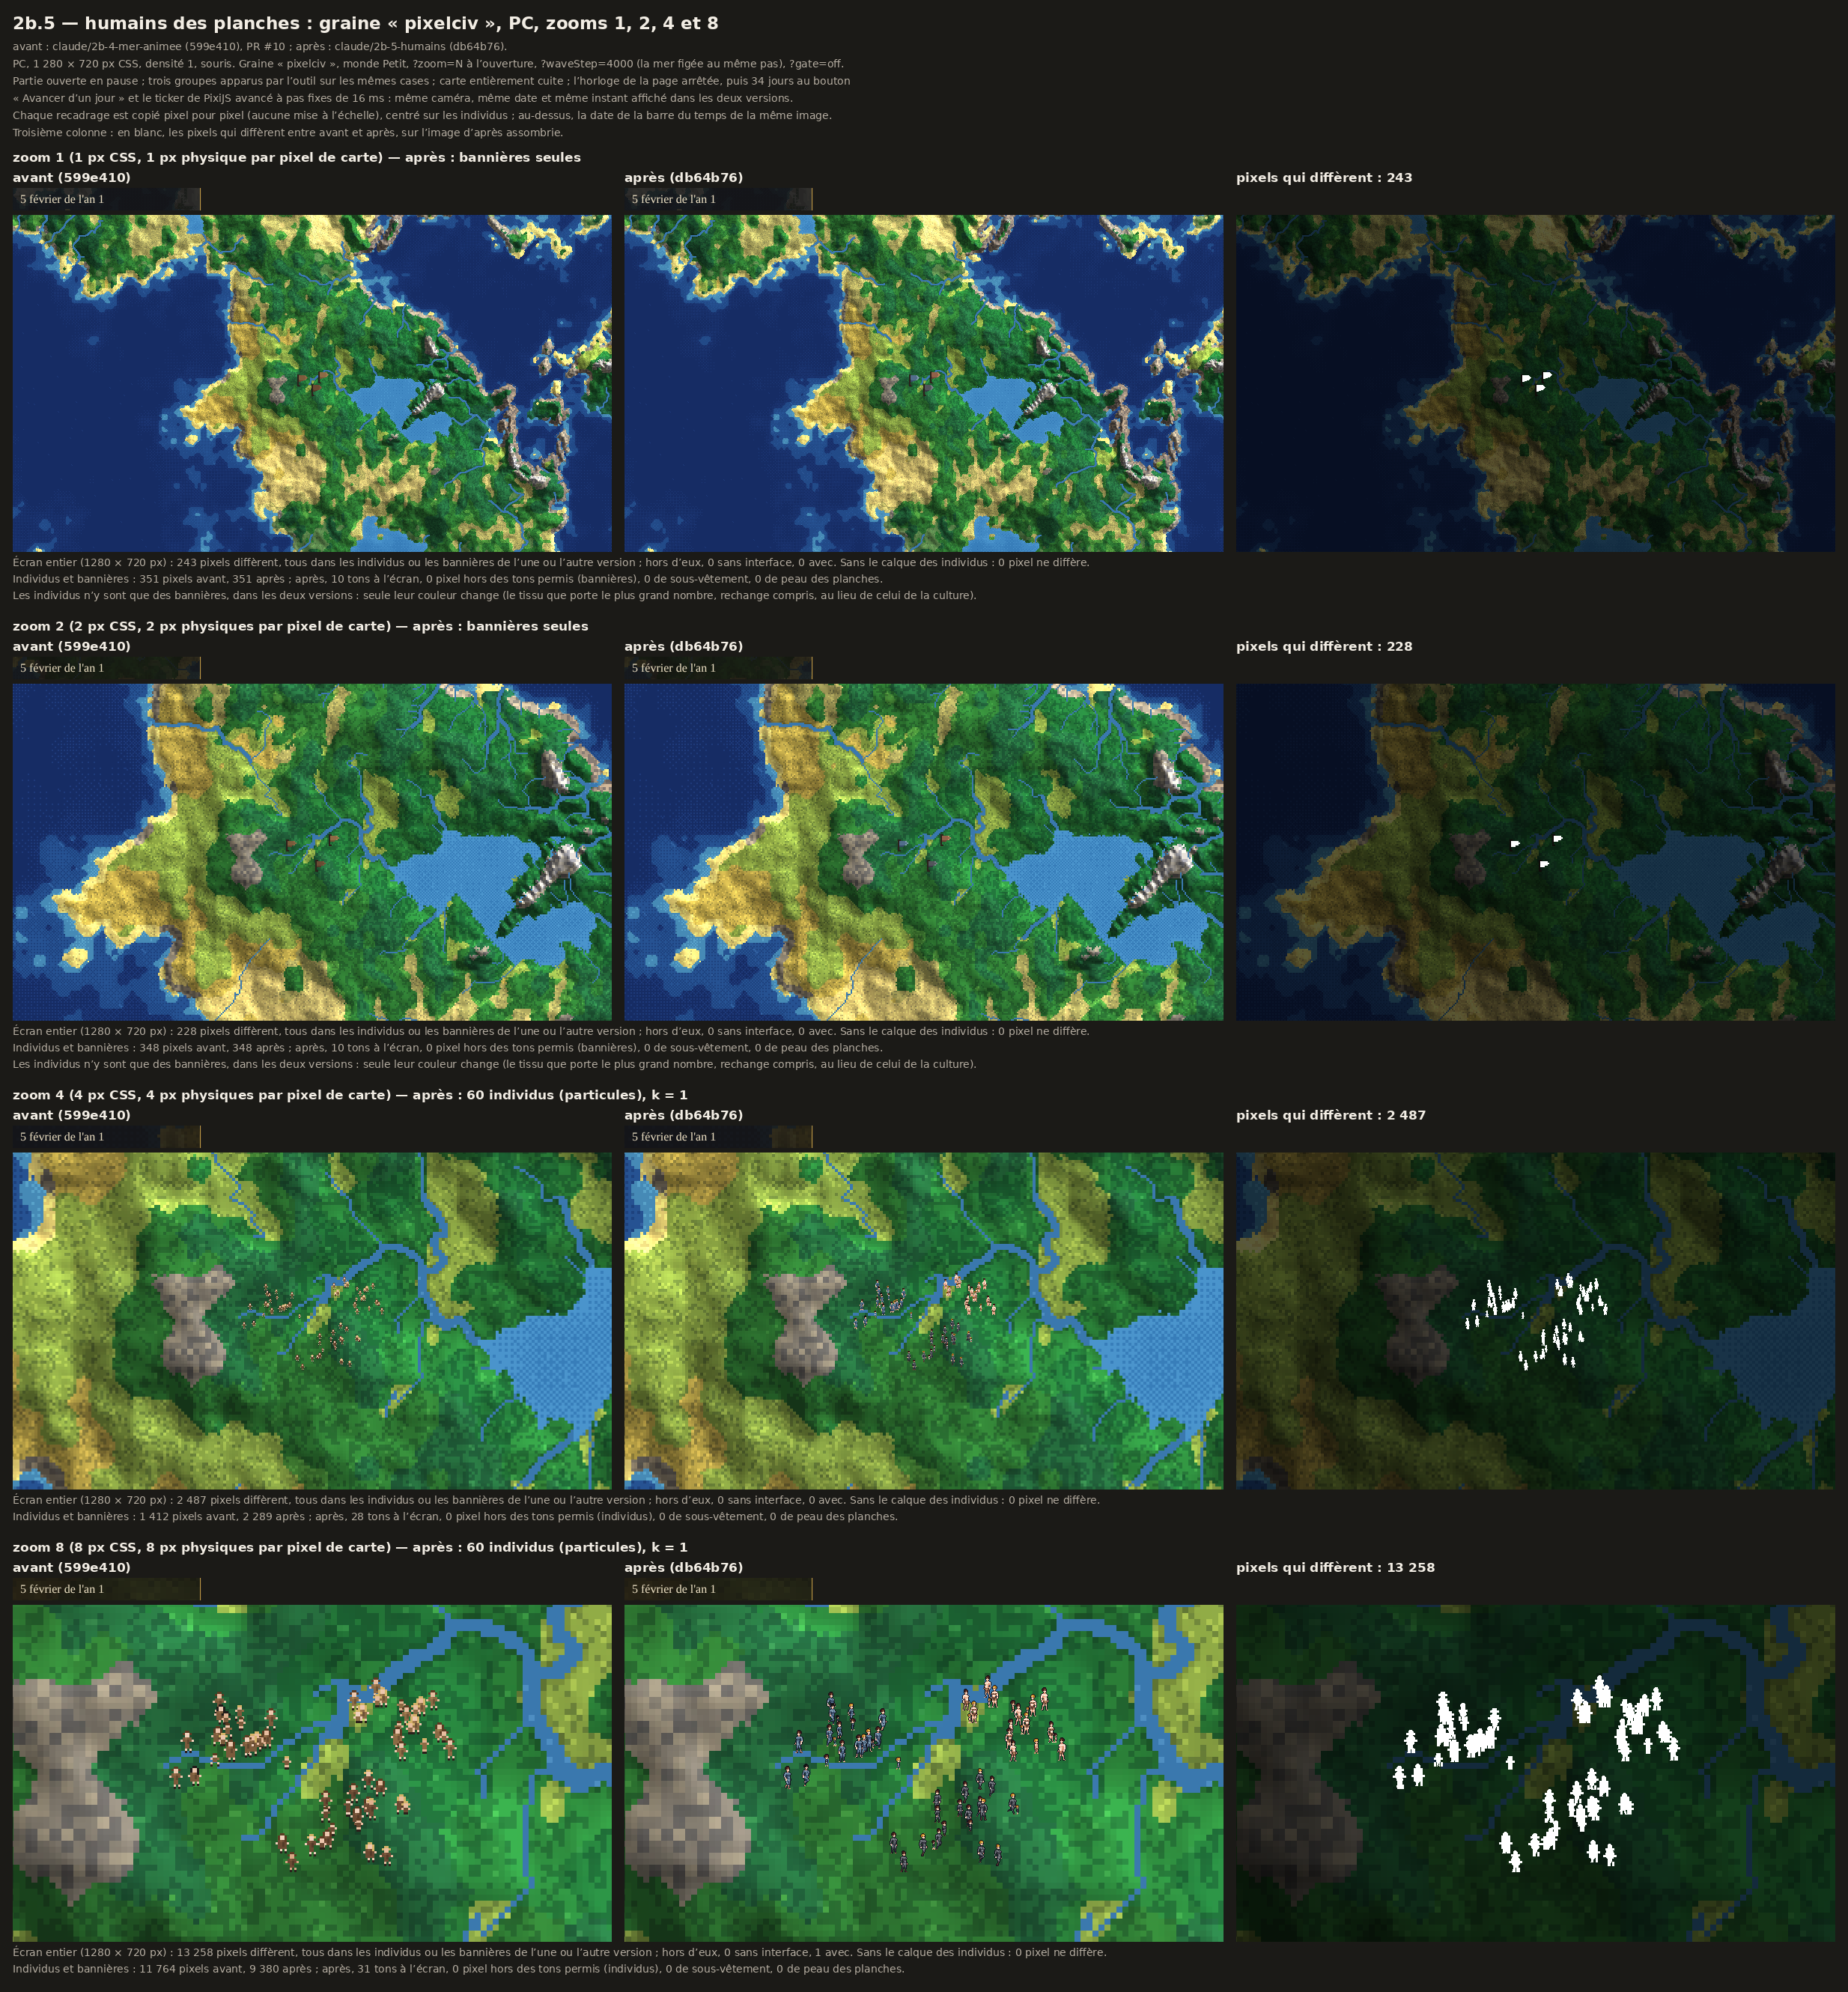 2b.5 — humains des planches : graine « pixelciv », PC, zooms 1, 2, 4 et 8
avant : claude/2b-4-mer-animee (599e410), PR #10 ; après : claude/2b-5-humains (db64b76).
PC, 1 280 × 720 px CSS, densité 1, souris. Graine « pixelciv », monde Petit, ?zoom=N à l’ouverture, ?waveStep=4000 (la mer figée au même pas), ?gate=off.
Partie ouverte en pause ; trois groupes apparus par l’outil sur les mêmes cases ; carte entièrement cuite ; l’horloge de la page arrêtée, puis 34 jours au bouton
« Avancer d’un jour » et le ticker de PixiJS avancé à pas fixes de 16 ms : même caméra, même date et même instant affiché dans les deux versions.
Chaque recadrage est copié pixel pour pixel (aucune mise à l’échelle), centré sur les individus ; au-dessus, la date de la barre du temps de la même image.
Troisième colonne : en blanc, les pixels qui diffèrent entre avant et après, sur l’image d’après assombrie.
zoom 1 (1 px CSS, 1 px physique par pixel de carte) — après : bannières seules
avant (599e410)
après (db64b76)
pixels qui diffèrent : 243
5 février de l'an 1
5 février de l'an 1
Écran entier (1280 × 720 px) : 243 pixels diffèrent, tous dans les individus ou les bannières de l’une ou l’autre version ; hors d’eux, 0 sans interface, 0 avec. Sans le calque des individus : 0 pixel ne diffère.
Individus et bannières : 351 pixels avant, 351 après ; après, 10 tons à l’écran, 0 pixel hors des tons permis (bannières), 0 de sous-vêtement, 0 de peau des planches.
Les individus n’y sont que des bannières, dans les deux versions : seule leur couleur change (le tissu que porte le plus grand nombre, rechange compris, au lieu de celui de la culture).
zoom 2 (2 px CSS, 2 px physiques par pixel de carte) — après : bannières seules
avant (599e410)
après (db64b76)
pixels qui diffèrent : 228
5 février de l'an 1
5 février de l'an 1
Écran entier (1280 × 720 px) : 228 pixels diffèrent, tous dans les individus ou les bannières de l’une ou l’autre version ; hors d’eux, 0 sans interface, 0 avec. Sans le calque des individus : 0 pixel ne diffère.
Individus et bannières : 348 pixels avant, 348 après ; après, 10 tons à l’écran, 0 pixel hors des tons permis (bannières), 0 de sous-vêtement, 0 de peau des planches.
Les individus n’y sont que des bannières, dans les deux versions : seule leur couleur change (le tissu que porte le plus grand nombre, rechange compris, au lieu de celui de la culture).
zoom 4 (4 px CSS, 4 px physiques par pixel de carte) — après : 60 individus (particules), k = 1
avant (599e410)
après (db64b76)
pixels qui diffèrent : 2 487
5 février de l'an 1
5 février de l'an 1
Écran entier (1280 × 720 px) : 2 487 pixels diffèrent, tous dans les individus ou les bannières de l’une ou l’autre version ; hors d’eux, 0 sans interface, 0 avec. Sans le calque des individus : 0 pixel ne diffère.
Individus et bannières : 1 412 pixels avant, 2 289 après ; après, 28 tons à l’écran, 0 pixel hors des tons permis (individus), 0 de sous-vêtement, 0 de peau des planches.
zoom 8 (8 px CSS, 8 px physiques par pixel de carte) — après : 60 individus (particules), k = 1
avant (599e410)
après (db64b76)
pixels qui diffèrent : 13 258
5 février de l'an 1
5 février de l'an 1
Écran entier (1280 × 720 px) : 13 258 pixels diffèrent, tous dans les individus ou les bannières de l’une ou l’autre version ; hors d’eux, 0 sans interface, 1 avec. Sans le calque des individus : 0 pixel ne diffère.
Individus et bannières : 11 764 pixels avant, 9 380 après ; après, 31 tons à l’écran, 0 pixel hors des tons permis (individus), 0 de sous-vêtement, 0 de peau des planches.